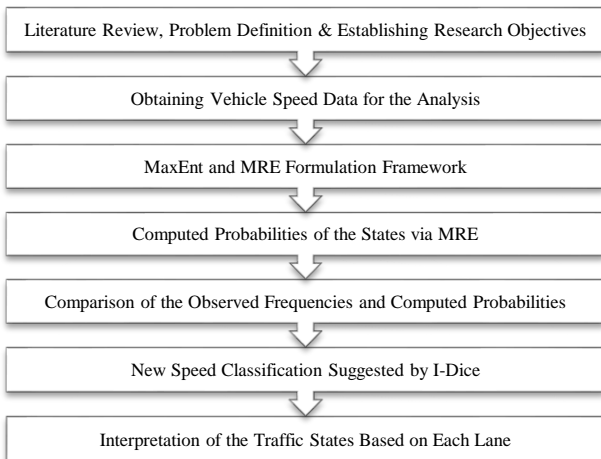 Literature Review, Problem Definition & Establishing Research Objectives
Obtaining Vehicle Speed Data for the Analysis
MaxEnt and MRE Formulation Framework
Computed Probabilities of the States via MRE
Comparison of the Observed Frequencies and Computed Probabilities
New Speed Classification Suggested by I-Dice
Interpretation of the Traffic States Based on Each Lane